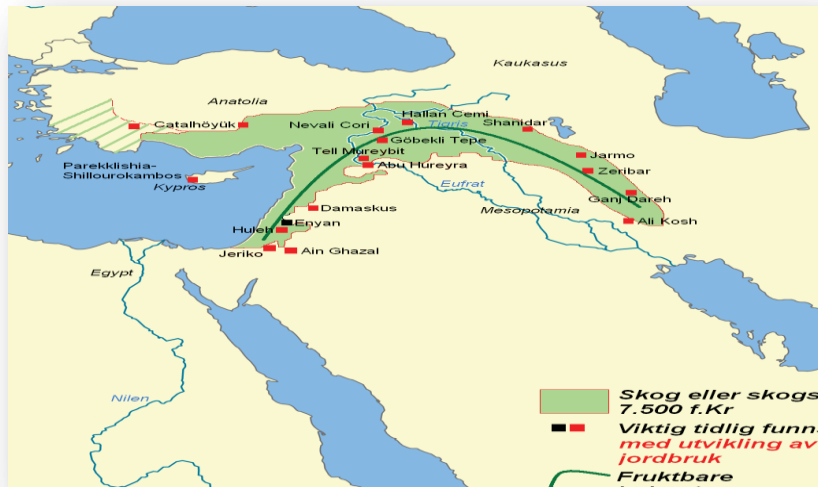 Kaukasus
Anatolia
Hallan Cemi
Catalhöyük
Nevali Cori
Tigris
Shanidar
Göbekli Tepe
Tell Mureybit
Jarmo
Parekklishia-
Shillourokambos
Abu Hureyra
Zeribar
Kypros
Eufrat
Ganj Dareh
Damaskus
Mesopotamia
Enyan
Ali Kosh
Huleh
Jeriko
Ain Ghazal
Egypt
Nilen
Skog eller skogs
7.500 f.Kr
Viktig tidlig funn
med utvikling av
jordbruk
Fruktbare